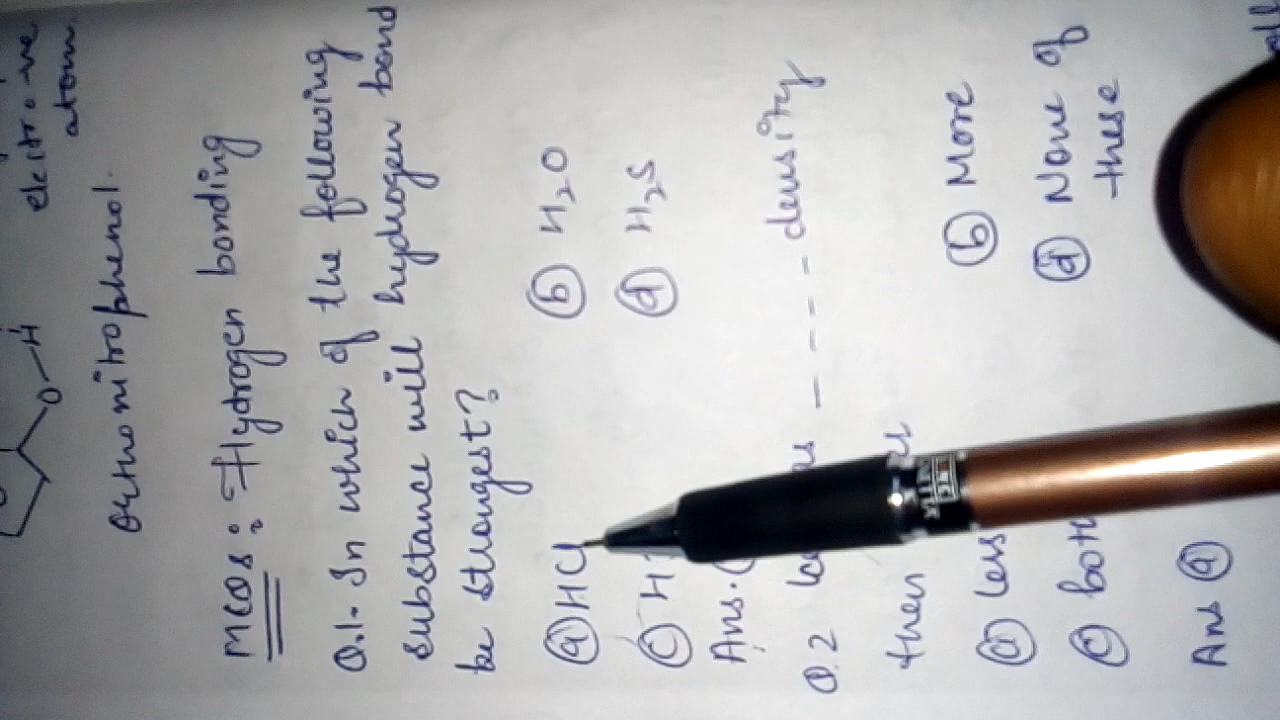 electro-ve
atom.
O-H
Orthonitrophenol.
MCQs: Hydrogen bonding
Q.1- In which of the following
substance will hydrogen bond
be strongest?
(a) HCl (b) H2O
(c) (d) H2S
Ans.
Q.2 - - - - density
then
(a) less (b) More
(c) both (d) None of
these
Ans (a)